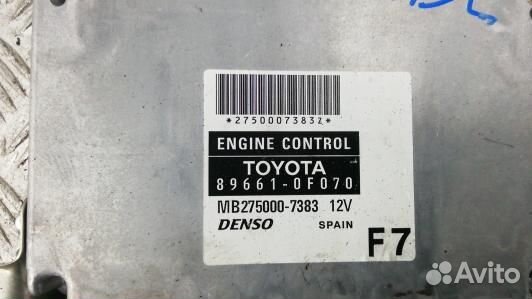 *2750007383Z*
ENGINE CONTROL
TOYOTA
89661-0F070
MB275000-7383 12V
DENSO SPAIN
F7
Avito